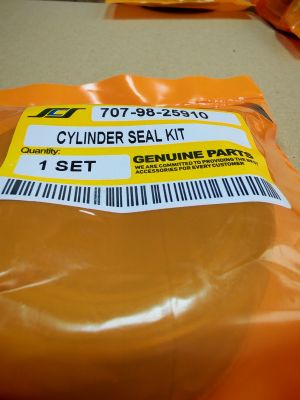 707-98-25910
CYLINDER SEAL KIT
Quantity:
1 SET
GENUINE PARTS
WE ARE COMMITTED TO PROVIDING THE BEST
ACCESSORIES FOR EVERY CUSTOMER